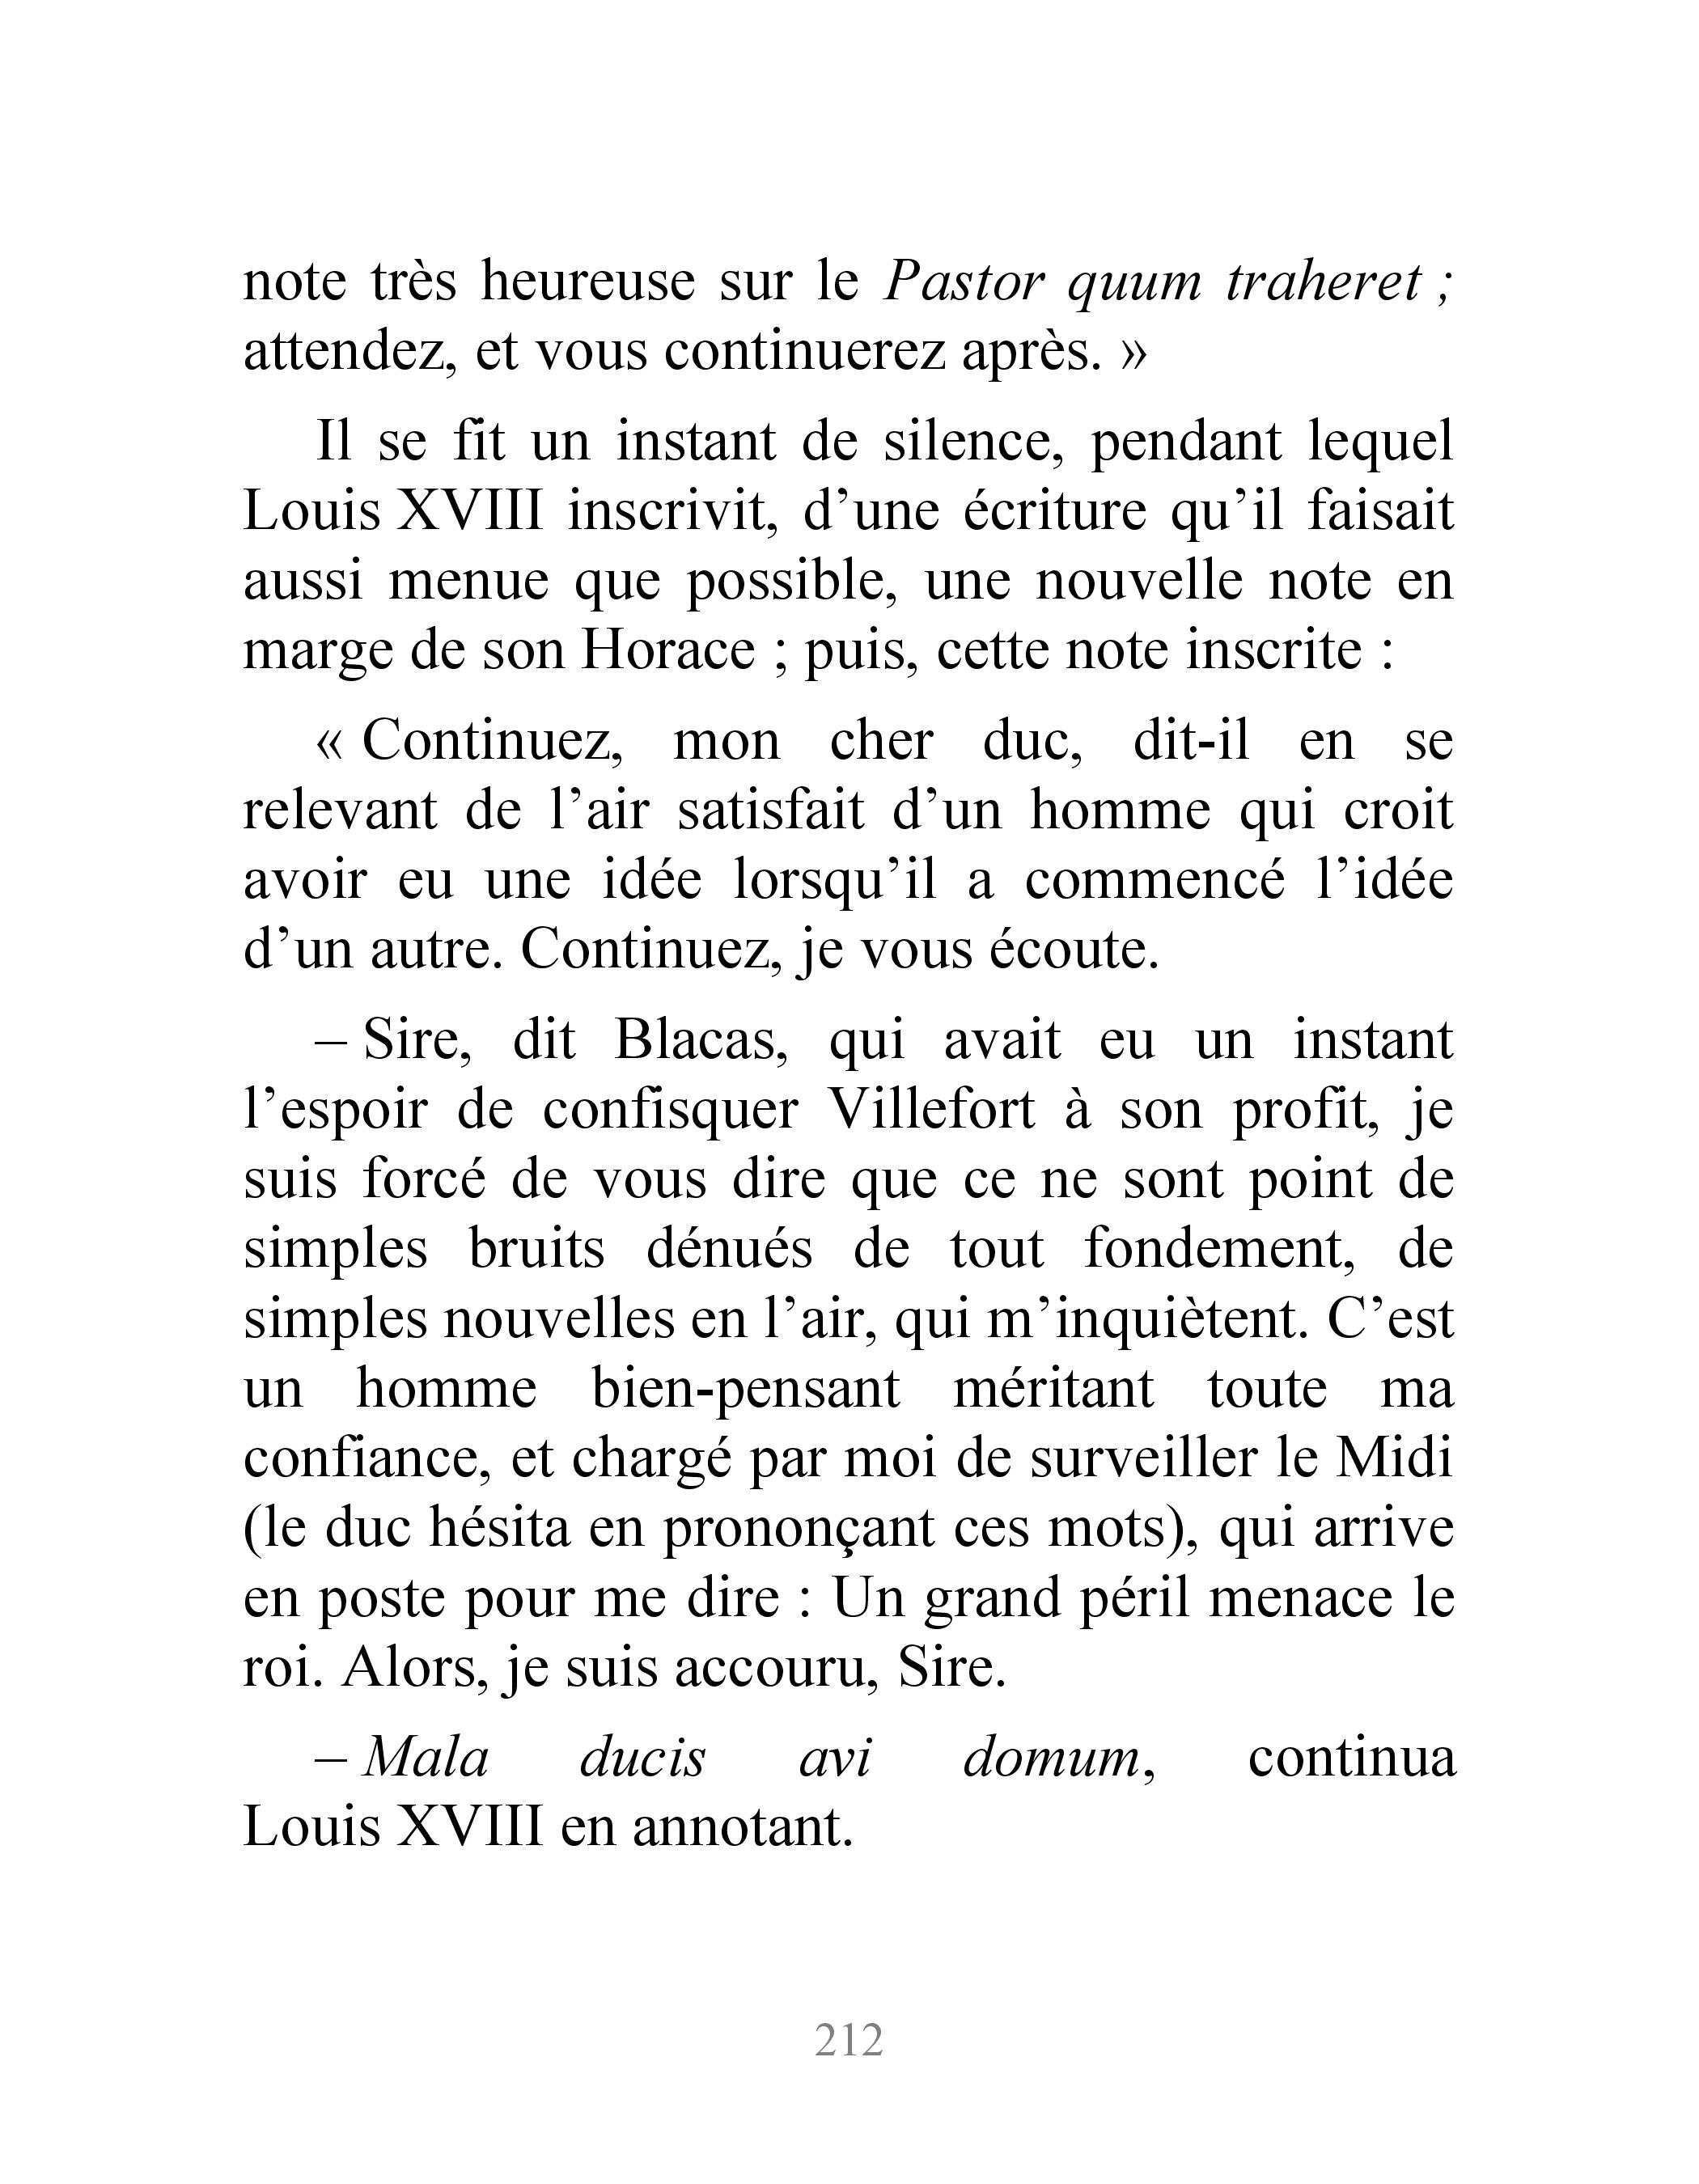 note très heureuse sur le Pastor quum traheret ;
attendez, et vous continuerez après. »
Il se fit un instant de silence, pendant lequel
Louis XVIII inscrivit, d’une écriture qu’il faisait
aussi menue que possible, une nouvelle note en
marge de son Horace ; puis, cette note inscrite :
« Continuez, mon cher duc, dit-il en se
relevant de l’air satisfait d’un homme qui croit
avoir eu une idée lorsqu’il a commencé l’idée
d’un autre. Continuez, je vous écoute.
– Sire, dit Blacas, qui avait eu un instant
l’espoir de confisquer Villefort à son profit, je
suis forcé de vous dire que ce ne sont point de
simples bruits dénués de tout fondement, de
simples nouvelles en l’air, qui m’inquiètent. C’est
un homme bien-pensant méritant toute ma
confiance, et chargé par moi de surveiller le Midi
(le duc hésita en prononçant ces mots), qui arrive
en poste pour me dire : Un grand péril menace le
roi. Alors, je suis accouru, Sire.
– Mala ducis avi domum, continua
Louis XVIII en annotant.
212